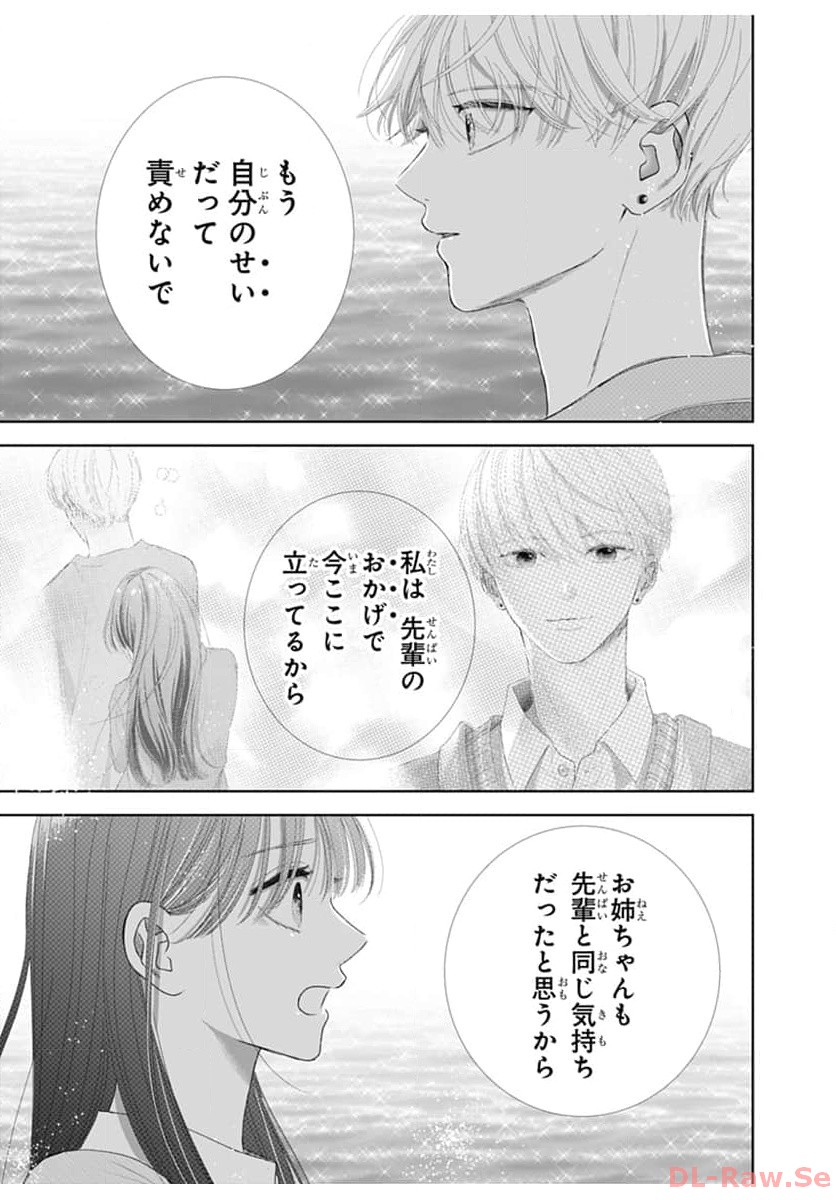 もう
自分のせい
だって
責めないで
私は 先輩の
おかげで
今ここに
立ってるから
お姉ちゃんも
先輩と同じ気持ち
だったと思うから
DL-Raw.Se